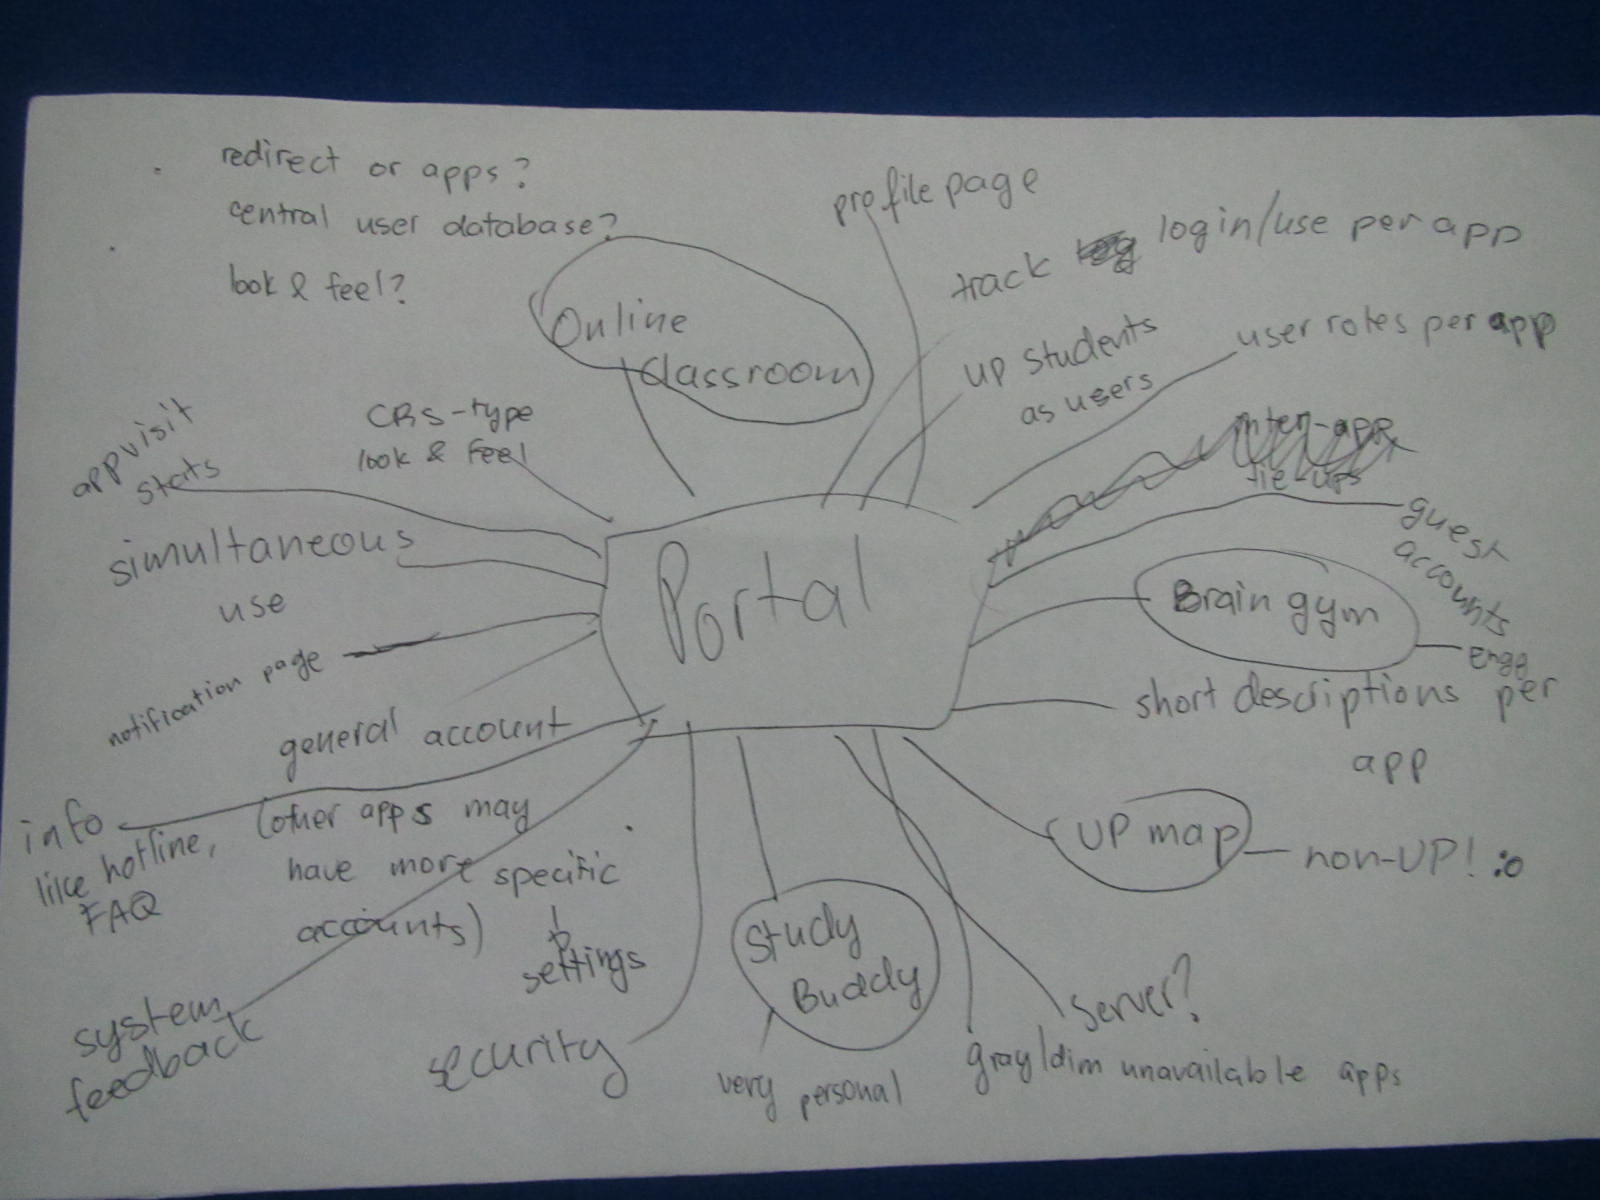 redirect or apps?
central user database?
look & feel?
profile page
track login/use per app
Online
Classroom
UP students
as users
user roles per app
inter-app
tie-ups
CRS-type
look & feel
app visit
stats
guest
accounts
simultaneous
use
Portal
Brain gym
engg
notification page
general account
(other apps may
have more specific
accounts)
settings
short descriptions per
app
info
like hotline,
FAQ
UP map
non-UP! :o
Study
Buddy
very personal
system
feedback
security
server?
gray/dim unavailable apps